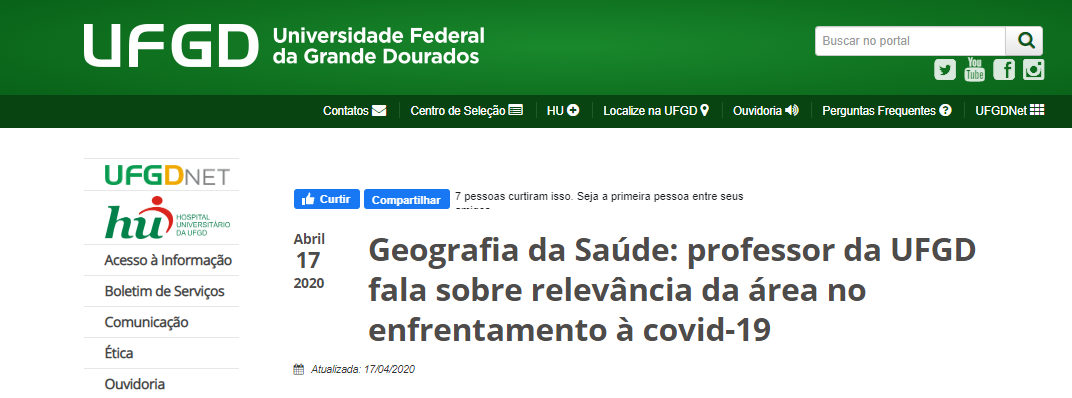 UFGD Universidade Federal
da Grande Dourados
Buscar no portal
You
Tube
Contatos
Centro de Seleção
HU
Localize na UFGD
Ouvidoria
Perguntas Frequentes
UFGDNet
UFGDNET
hu HOSPITAL
UNIVERSITÁRIO
DA UFGD
Acesso à Informação
Boletim de Serviços
Comunicação
Ética
Ouvidoria
Curtir
Compartilhar
7 pessoas curtiram isso. Seja a primeira pessoa entre seus
amigos
Abril
17
2020
Geografia da Saúde: professor da UFGD
fala sobre relevância da área no
enfrentamento à covid-19
Atualizada: 17/04/2020